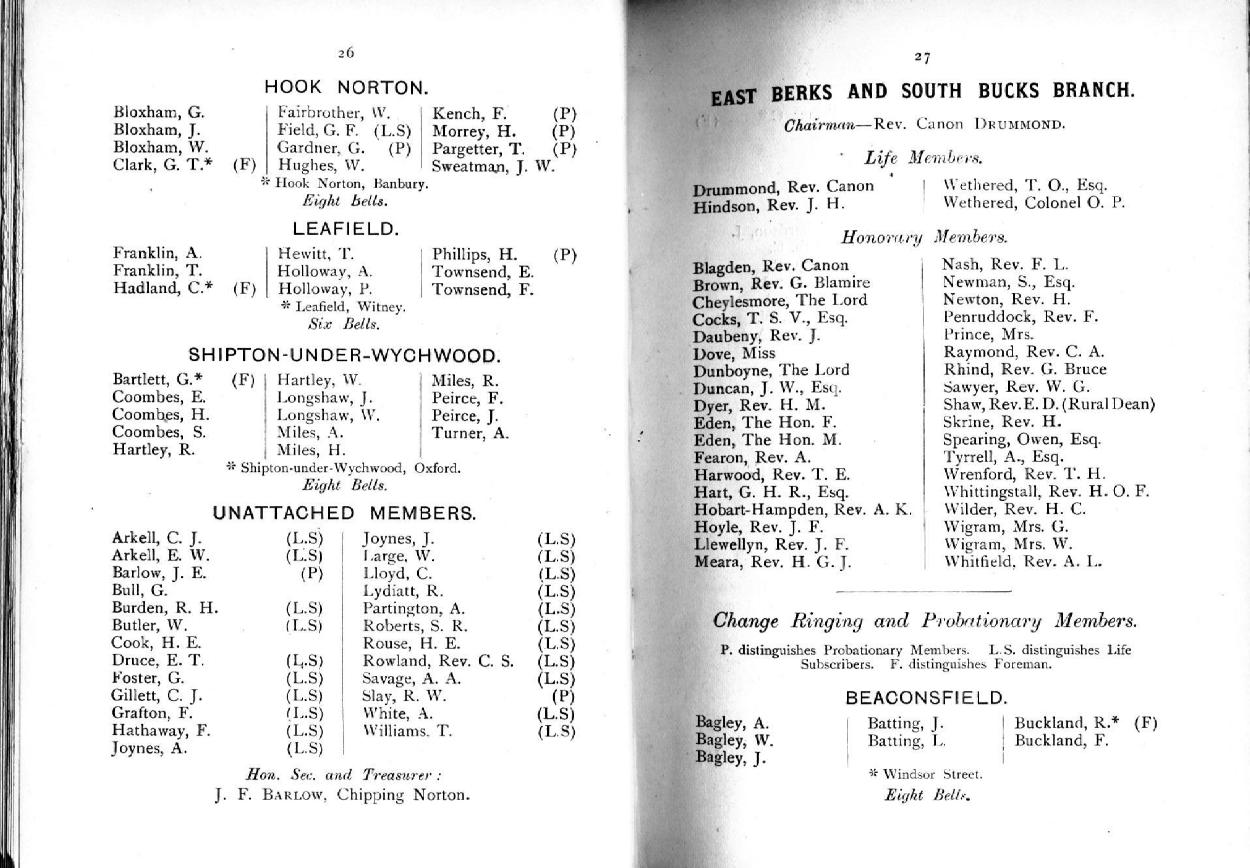 26
HOOK NORTON.
Bloxham, G. Fairbrother, W. Kench, F. (P)
Bloxham, J. Field, G. F. (L.S) Morrey, H. (P)
Bloxham, W. Gardner, G. (P) Pargetter, T. (P)
Clark, G. T.* (F) Hughes, W. Sweatman, J. W.
* Hook Norton, Banbury.
Eight Bells.
LEAFIELD.
Franklin, A. Hewitt, T. Phillips, H. (P)
Franklin, T. Holloway, A. Townsend, E.
Hadland, C.* (F) Holloway, P. Townsend, F.
* Leafield, Witney.
Six Bells.
SHIPTON-UNDER-WYCHWOOD.
Bartlett, G.* (F) Hartley, W. Miles, R.
Coombes, E. Longshaw, J. Peirce, F.
Coombes, H. Longshaw, W. Peirce, J.
Coombes, S. Miles, A. Turner, A.
Hartley, R. Miles, H.
* Shipton-under-Wychwood, Oxford.
Eight Bells.
UNATTACHED MEMBERS.
Arkell, C. J. (L.S) Joynes, J. (L.S)
Arkell, E. W. (L.S) Large, W. (L.S)
Barlow, J. E. (P) Lloyd, C. (L.S)
Bull, G. Lydiatt, R. (L.S)
Burden, R. H. (L.S) Partington, A. (L.S)
Butler, W. (L.S) Roberts, S. R. (L.S)
Cook, H. E. Rouse, H. E. (L.S)
Druce, E. T. (L.S) Rowland, Rev. C. S. (L.S)
Foster, G. (L.S) Savage, A. A. (L.S)
Gillett, C. J. (L.S) Slay, R. W. (P)
Grafton, F. (L.S) White, A. (L.S)
Hathaway, F. (L.S) Williams. T. (L.S)
Joynes, A. (L.S)
Hon. Sec. and Treasurer:
J. F. BARLOW, Chipping Norton.
27
EAST BERKS AND SOUTH BUCKS BRANCH.
Chairman—Rev. Canon DRUMMOND.
Life Members.
Drummond, Rev. Canon Wethered, T. O., Esq.
Hindson, Rev. J. H. Wethered, Colonel O. P.
Honorary Members.
Blagden, Rev. Canon Nash, Rev. F. L.
Brown, Rev. G. Blamire Newman, S., Esq.
Cheylesmore, The Lord Newton, Rev. H.
Cocks, T. S. V., Esq. Penruddock, Rev. F.
Daubeny, Rev. J. Prince, Mrs.
Dove, Miss Raymond, Rev. C. A.
Dunboyne, The Lord Rhind, Rev. G. Bruce
Duncan, J. W., Esq. Sawyer, Rev. W. G.
Dyer, Rev. H. M. Shaw, Rev. E. D. (Rural Dean)
Eden, The Hon. F. Skrine, Rev. H.
Eden, The Hon. M. Spearing, Owen, Esq.
Fearon, Rev. A. Tyrrell, A., Esq.
Harwood, Rev. T. E. Wrenford, Rev. T. H.
Hart, G. H. R., Esq. Whittingstall, Rev. H. O. F.
Hobart-Hampden, Rev. A. K. Wilder, Rev. H. C.
Hoyle, Rev. J. F. Wigram, Mrs. G.
Llewellyn, Rev. J. F. Wigram, Mrs. W.
Meara, Rev. H. G. J. Whitfield, Rev. A. L.
Change Ringing and Probationary Members.
P. distinguishes Probationary Members. L.S. distinguishes Life
Subscribers. F. distinguishes Foreman.
BEACONSFIELD.
Bagley, A. Batting, J. Buckland, R.* (F)
Bagley, W. Batting, L. Buckland, F.
Bagley, J.
* Windsor Street.
Eight Bells.